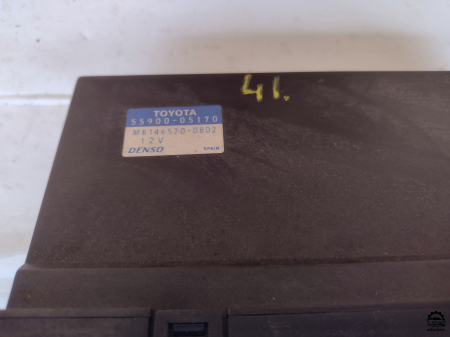 41.
TOYOTA
55900-05170
MB146570-0802
12V
DENSO SPAIN